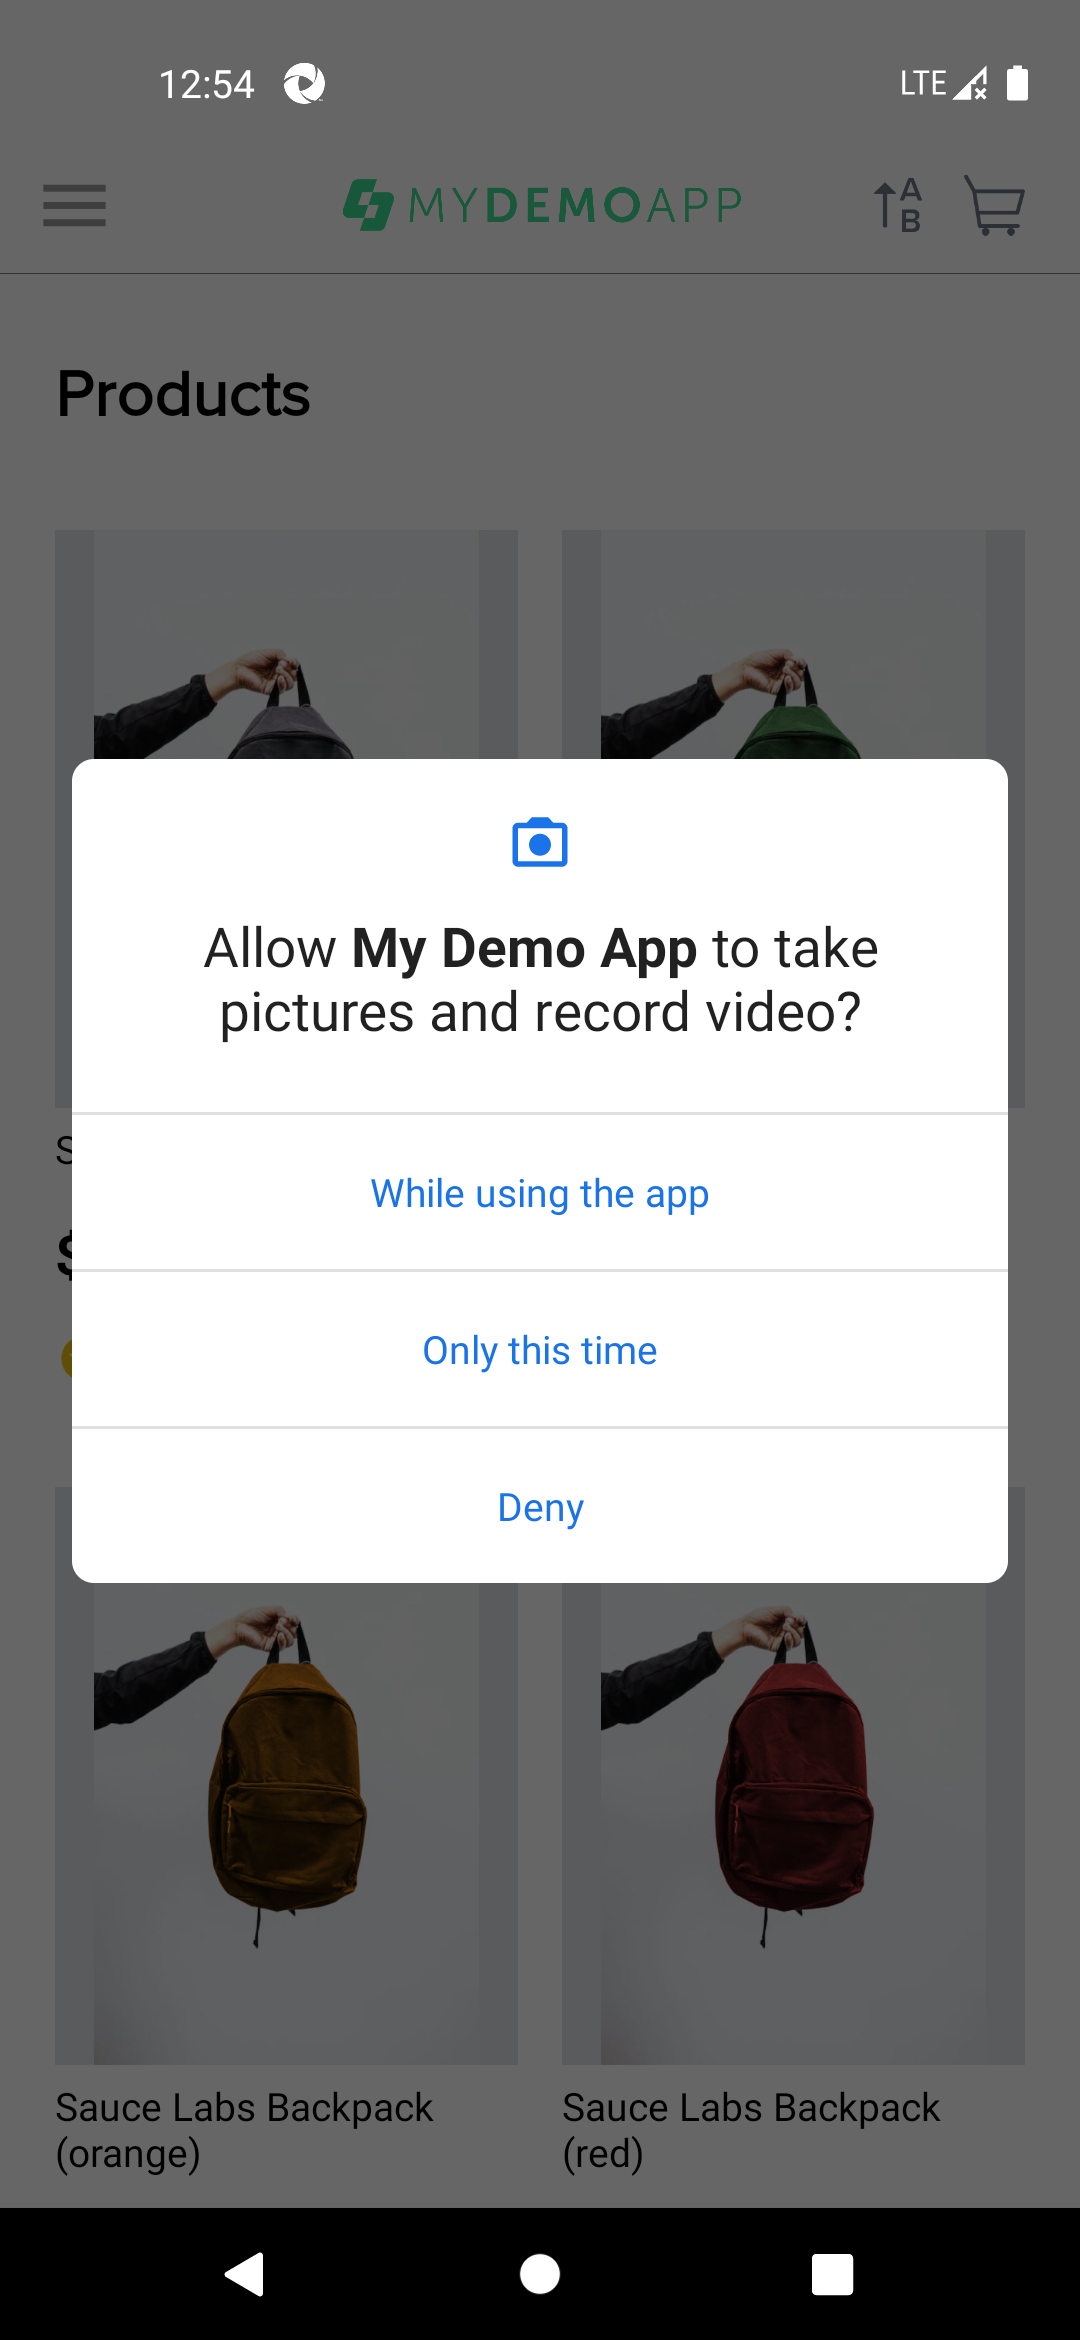 12:54
LTE
MYDEMOAPP
A
B
Products
Allow My Demo App to take
pictures and record video?
While using the app
Only this time
Deny
Sauce Labs Backpack
(orange)
Sauce Labs Backpack
(red)